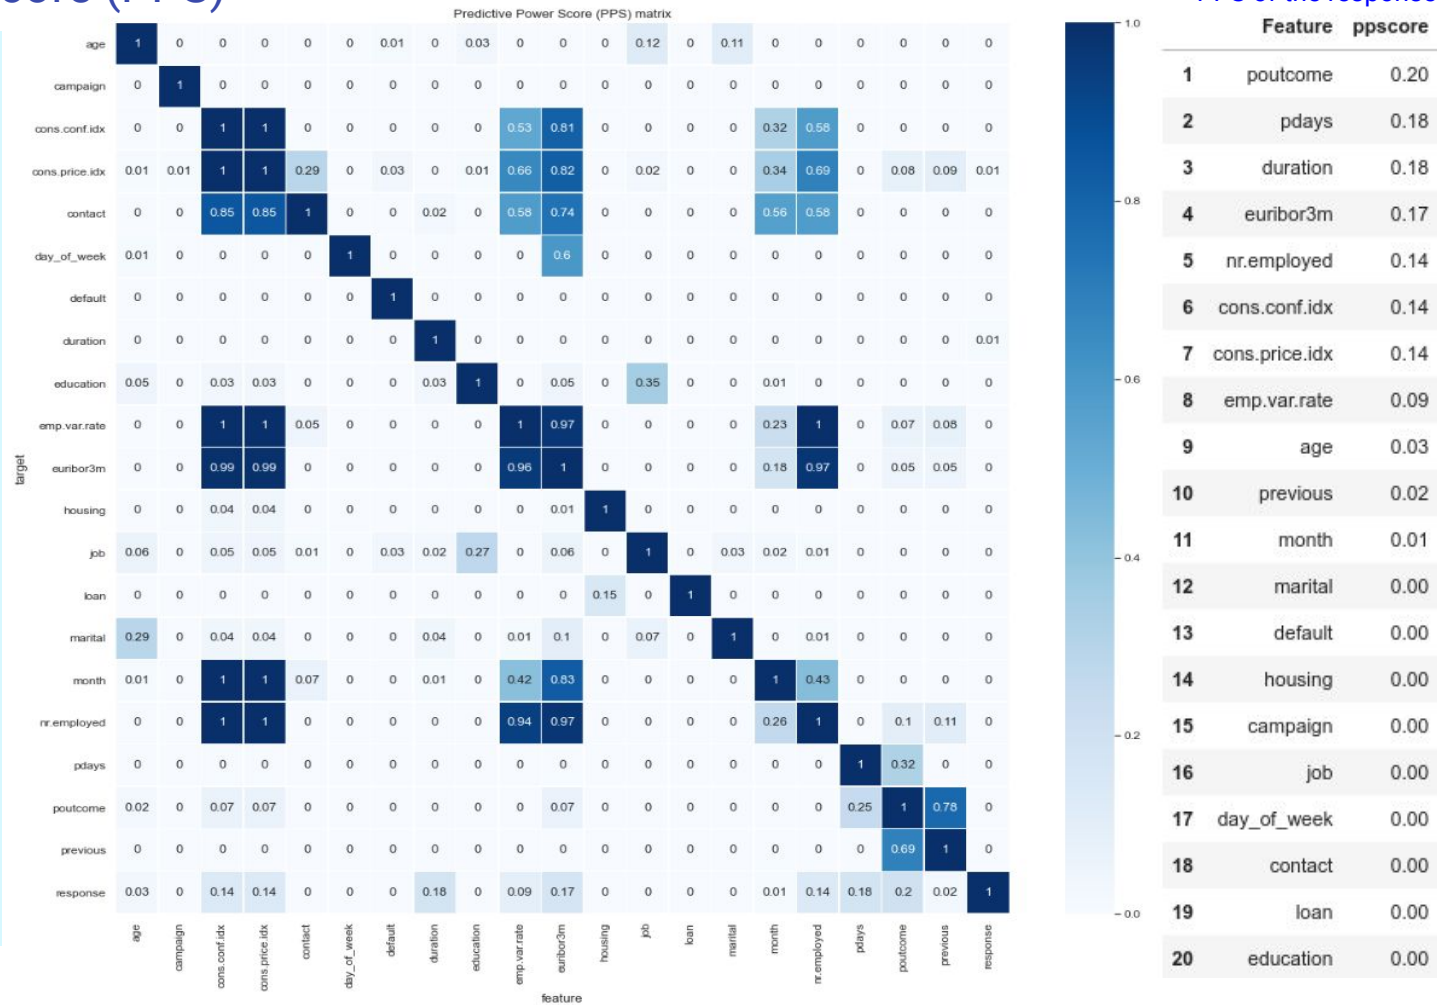 Score (PPS)
PPS of the response
Predictive Power Score (PPS) matrix
age 1 0 0 0 0 0 0.01 0 0.03 0 0 0 0.12 0 0.11 0 0 0 0 0 0
campaign 0 1 0 0 0 0 0 0 0 0 0 0 0 0 0 0 0 0 0 0 0
cons.conf.idx 0 0 1 1 0 0 0 0 0 0.53 0.81 0 0 0 0 0.32 0.58 0 0 0 0
cons.price.idx 0.01 0.01 1 1 0.29 0 0.03 0 0.01 0.66 0.82 0 0.02 0 0 0.34 0.69 0 0.08 0.09 0.01
contact 0 0 0.85 0.85 1 0 0 0.02 0 0.58 0.74 0 0 0 0 0.56 0.58 0 0 0 0
day_of_week 0.01 0 0 0 0 1 0 0 0 0 0.6 0 0 0 0 0 0 0 0 0 0
default 0 0 0 0 0 0 1 0 0 0 0 0 0 0 0 0 0 0 0 0 0
duration 0 0 0 0 0 0 0 1 0 0 0 0 0 0 0 0 0 0 0 0 0.01
education 0.05 0 0.03 0.03 0 0 0 0.03 1 0 0.05 0 0.35 0 0 0.01 0 0 0 0 0
emp.var.rate 0 0 1 1 0.05 0 0 0 0 1 0.97 0 0 0 0 0.23 1 0 0.07 0.08 0
euribor3m 0 0 0.99 0.99 0 0 0 0 0 0.96 1 0 0 0 0 0.18 0.97 0 0.05 0.05 0
housing 0 0 0.04 0.04 0 0 0 0 0 0 0.01 1 0 0 0 0 0 0 0 0 0
job 0.06 0 0.05 0.05 0.01 0 0.03 0.02 0.27 0 0.06 0 1 0 0.03 0.02 0.01 0 0 0 0
loan 0 0 0 0 0 0 0 0 0 0 0 0.15 0 1 0 0 0 0 0 0 0
marital 0.29 0 0.04 0.04 0 0 0 0.04 0 0.01 0.1 0 0.07 0 1 0 0.01 0 0 0 0
month 0.01 0 1 1 0.07 0 0 0.01 0 0.42 0.83 0 0 0 0 1 0.43 0 0 0 0
nr.employed 0 0 1 1 0 0 0 0 0 0.94 0.97 0 0 0 0 0.26 1 0 0.1 0.11 0
pdays 0 0 0 0 0 0 0 0 0 0 0 0 0 0 0 0 0 1 0.32 0 0
poutcome 0.02 0 0.07 0.07 0 0 0 0 0 0 0.07 0 0 0 0 0 0 0.25 1 0.78 0
previous 0 0 0 0 0 0 0 0 0 0 0 0 0 0 0 0 0 0 0.69 1 0
response 0.03 0 0.14 0.14 0 0 0 0.18 0 0.09 0.17 0 0 0 0 0.01 0.14 0.18 0.2 0.02 1
target
age campaign cons.conf.idx cons.price.idx contact day_of_week default duration education emp.var.rate euribor3m housing job loan marital month nr.employed pdays poutcome previous response
feature
1.0
0.8
0.6
0.4
0.2
0.0
Feature ppscore
1 poutcome 0.20
2 pdays 0.18
3 duration 0.18
4 euribor3m 0.17
5 nr.employed 0.14
6 cons.conf.idx 0.14
7 cons.price.idx 0.14
8 emp.var.rate 0.09
9 age 0.03
10 previous 0.02
11 month 0.01
12 marital 0.00
13 default 0.00
14 housing 0.00
15 campaign 0.00
16 job 0.00
17 day_of_week 0.00
18 contact 0.00
19 loan 0.00
20 education 0.00